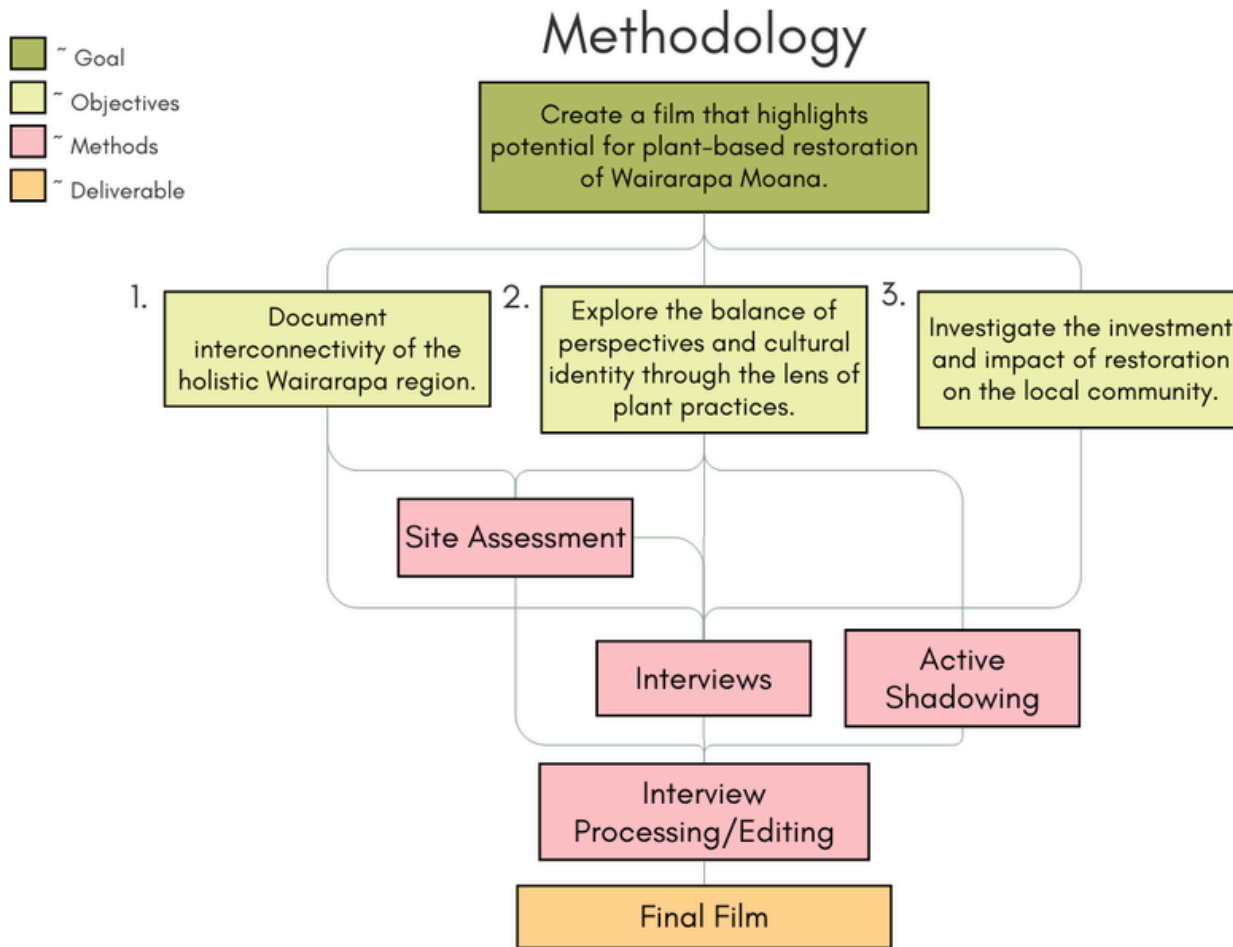 Methodology
~ Goal
~ Objectives
~ Methods
~ Deliverable
Create a film that highlights
potential for plant-based restoration
of Wairarapa Moana.
1.
Document
interconnectivity of the
holistic Wairarapa region.
2.
Explore the balance of
perspectives and cultural
identity through the lens of
plant practices.
3.
Investigate the investment
and impact of restoration
on the local community.
Site Assessment
Interviews
Active
Shadowing
Interview
Processing/Editing
Final Film